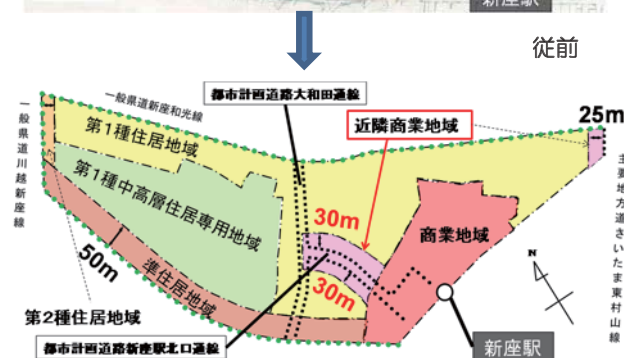 新座駅
従前
都市計画道路大和田通線
一般県道新座和光線
近隣商業地域
25m
一般県道川越新座線
第1種住居地域
第1種中高層住居専用地域
30m
商業地域
主要地方道さいたま東村山線
N
50m
30m
準住居地域
第2種住居地域
都市計画道路新座駅北口通線
新座駅